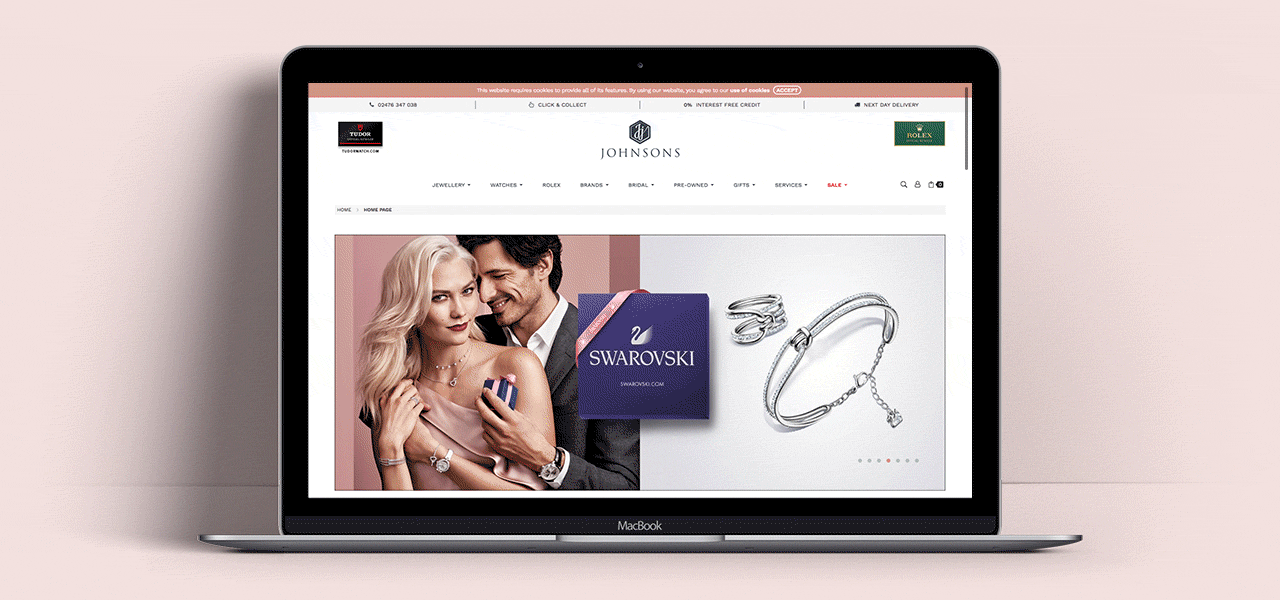 This website requires cookies to provide all of its features. By using our website, you agree to our use of cookies ACCEPT
02476 347 038
CLICK & COLLECT
0% INTEREST FREE CREDIT
NEXT DAY DELIVERY
TUDOR
TUDORWATCH.COM
JOHNSONS
ROLEX
JEWELLERY WATCHES ROLEX BRANDS BRIDAL PRE-OWNED GIFTS SERVICES SALE 0
HOME HOME PAGE
SWAROVSKI
SWAROVSKI.COM
MacBook